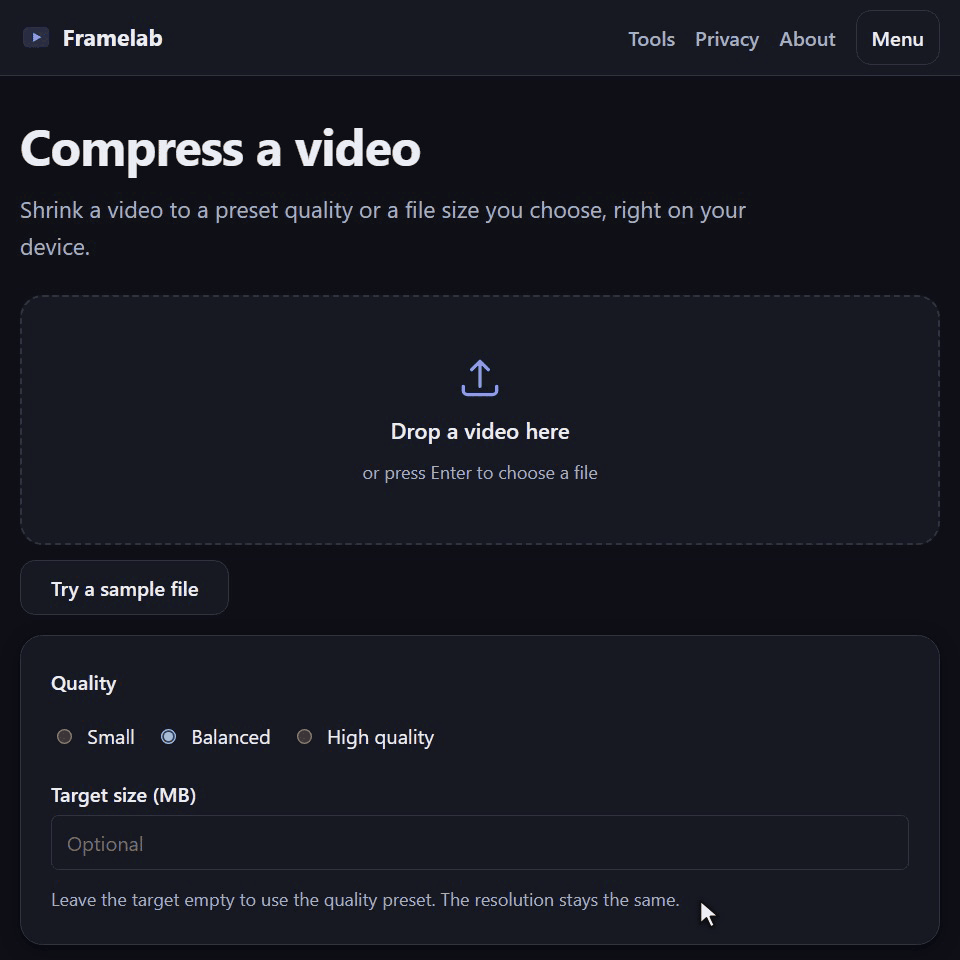 Framelab
Tools Privacy About Menu
Compress a video
Shrink a video to a preset quality or a file size you choose, right on your
device.
Drop a video here
or press Enter to choose a file
Try a sample file
Quality
Small Balanced High quality
Target size (MB)
Optional
Leave the target empty to use the quality preset. The resolution stays the same.